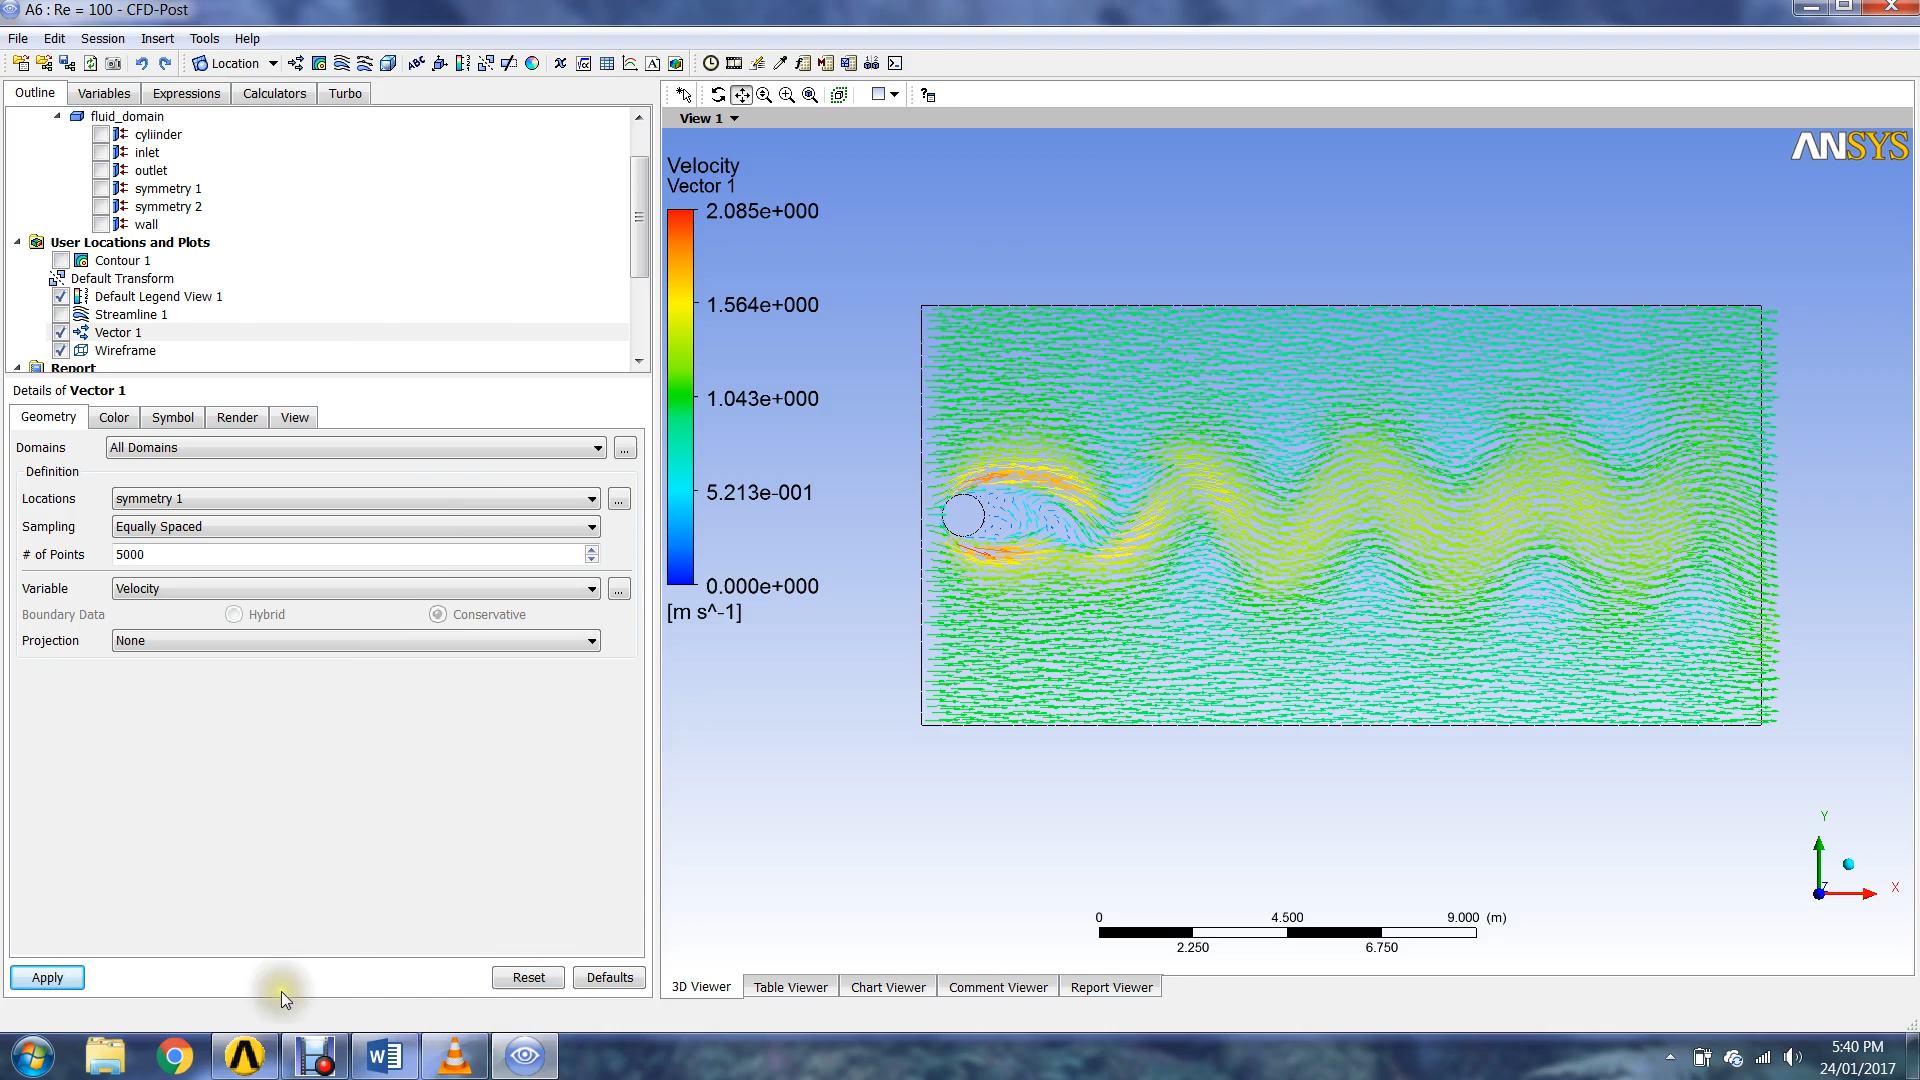 A6 : Re = 100 - CFD-Post
File Edit Session Insert Tools Help
Location
Outline Variables Expressions Calculators Turbo
fluid_domain
cyliinder
inlet
outlet
symmetry 1
symmetry 2
wall
User Locations and Plots
Contour 1
Default Transform
Default Legend View 1
Streamline 1
Vector 1
Wireframe
Report
Details of Vector 1
Geometry Color Symbol Render View
Domains All Domains ...
Definition
Locations symmetry 1 ...
Sampling Equally Spaced
# of Points 5000
Variable Velocity ...
Boundary Data Hybrid Conservative
Projection None
Apply Reset Defaults
View 1
ANSYS
Velocity
Vector 1
2.085e+000
1.564e+000
1.043e+000
5.213e-001
0.000e+000
[m s^-1]
Y
Z
X
0 4.500 9.000 (m)
2.250 6.750
3D Viewer Table Viewer Chart Viewer Comment Viewer Report Viewer
5:40 PM
24/01/2017